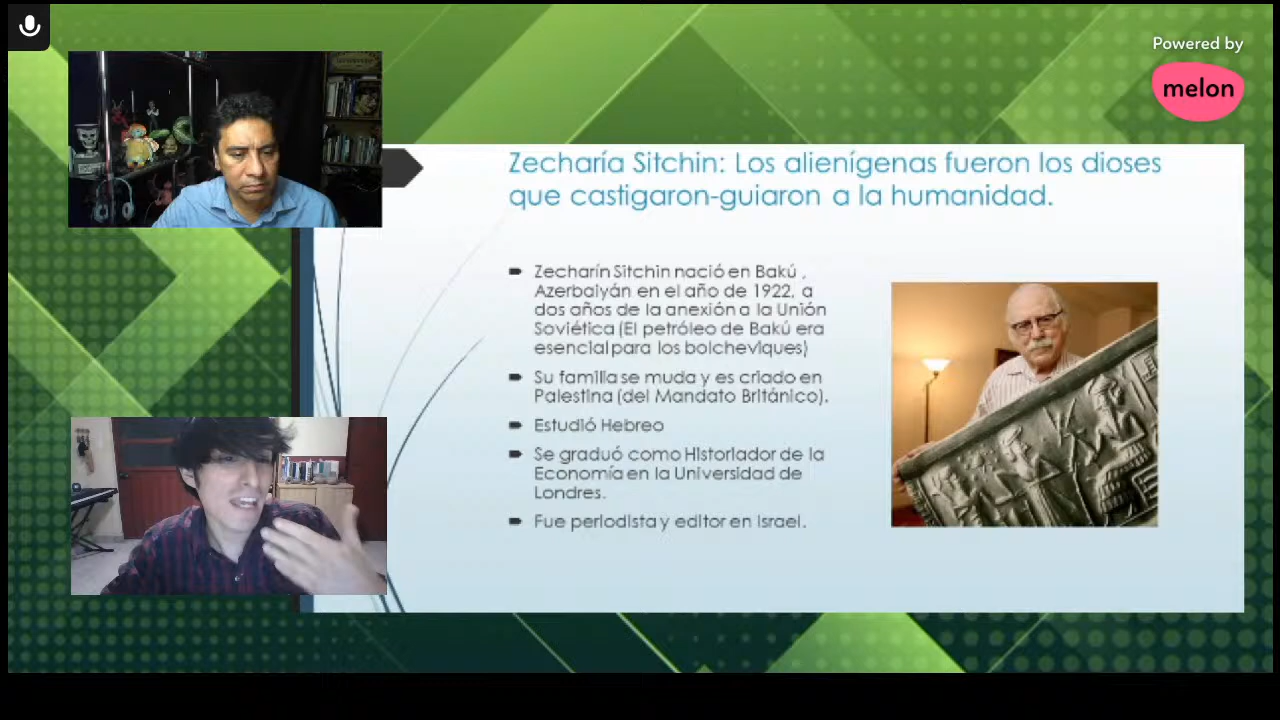 Powered by
melon
Zecharía Sitchin: Los alienígenas fueron los dioses
que castigaron-guiaron a la humanidad.
Zecharín Sitchin nació en Bakú ,
Azerbaiyán en el año de 1922, a
dos años de la anexión a la Unión
Soviética (El petróleo de Bakú era
esencial para los bolcheviques)
Su familia se muda y es criado en
Palestina (del Mandato Británico).
Estudió Hebreo
Se graduó como Historiador de la
Economía en la Universidad de
Londres.
Fue periodista y editor en Israel.